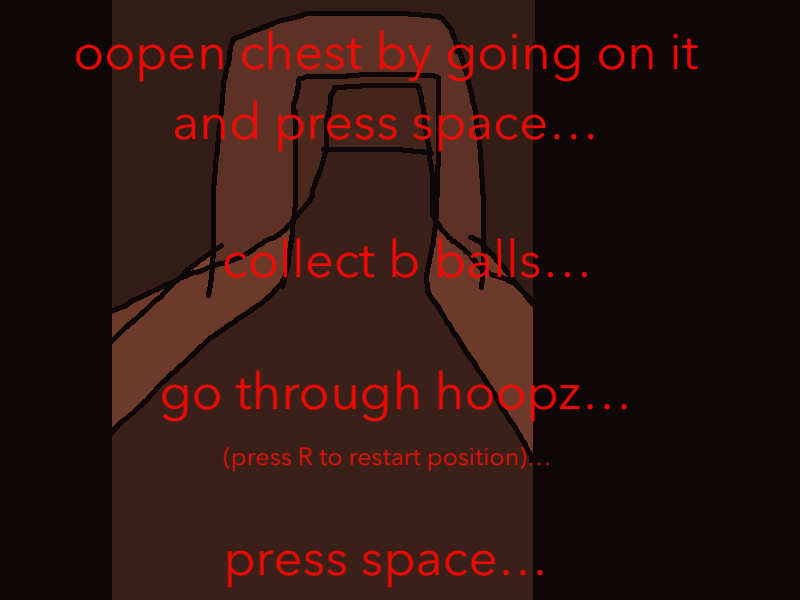 oopen chest by going on it
and press space...
collect b balls...
go through hoopz...
(press R to restart position)...
press space...